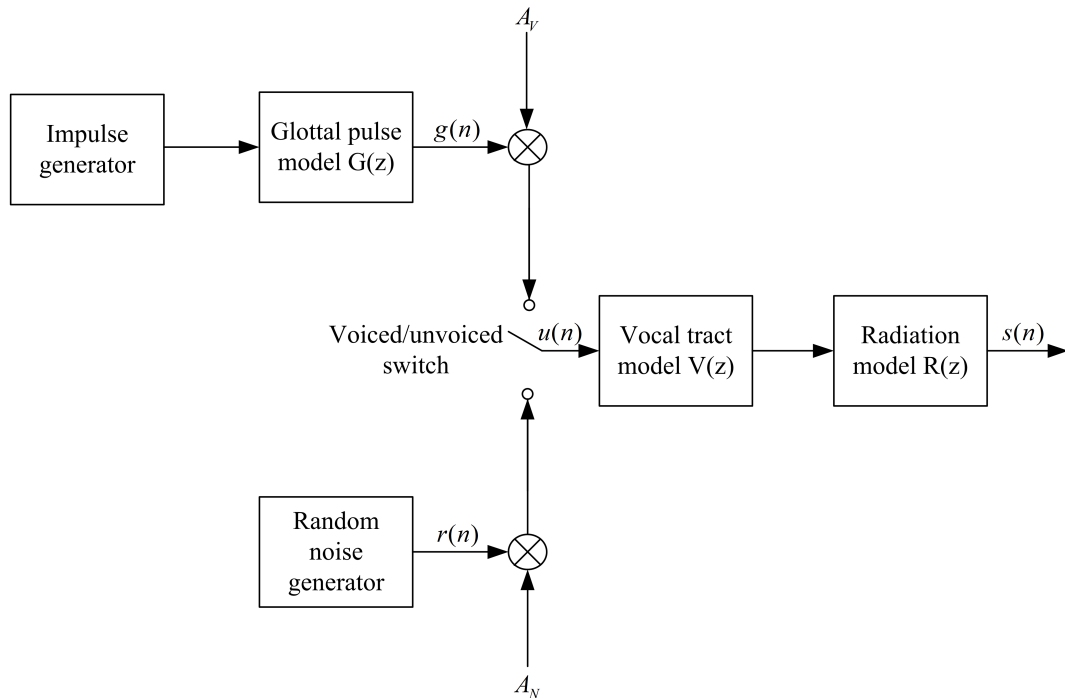 A_V
Impulse
generator
Glottal pulse
model G(z)
g(n)
Voiced/unvoiced
switch
u(n)
Vocal tract
model V(z)
Radiation
model R(z)
s(n)
Random
noise
generator
r(n)
A_N